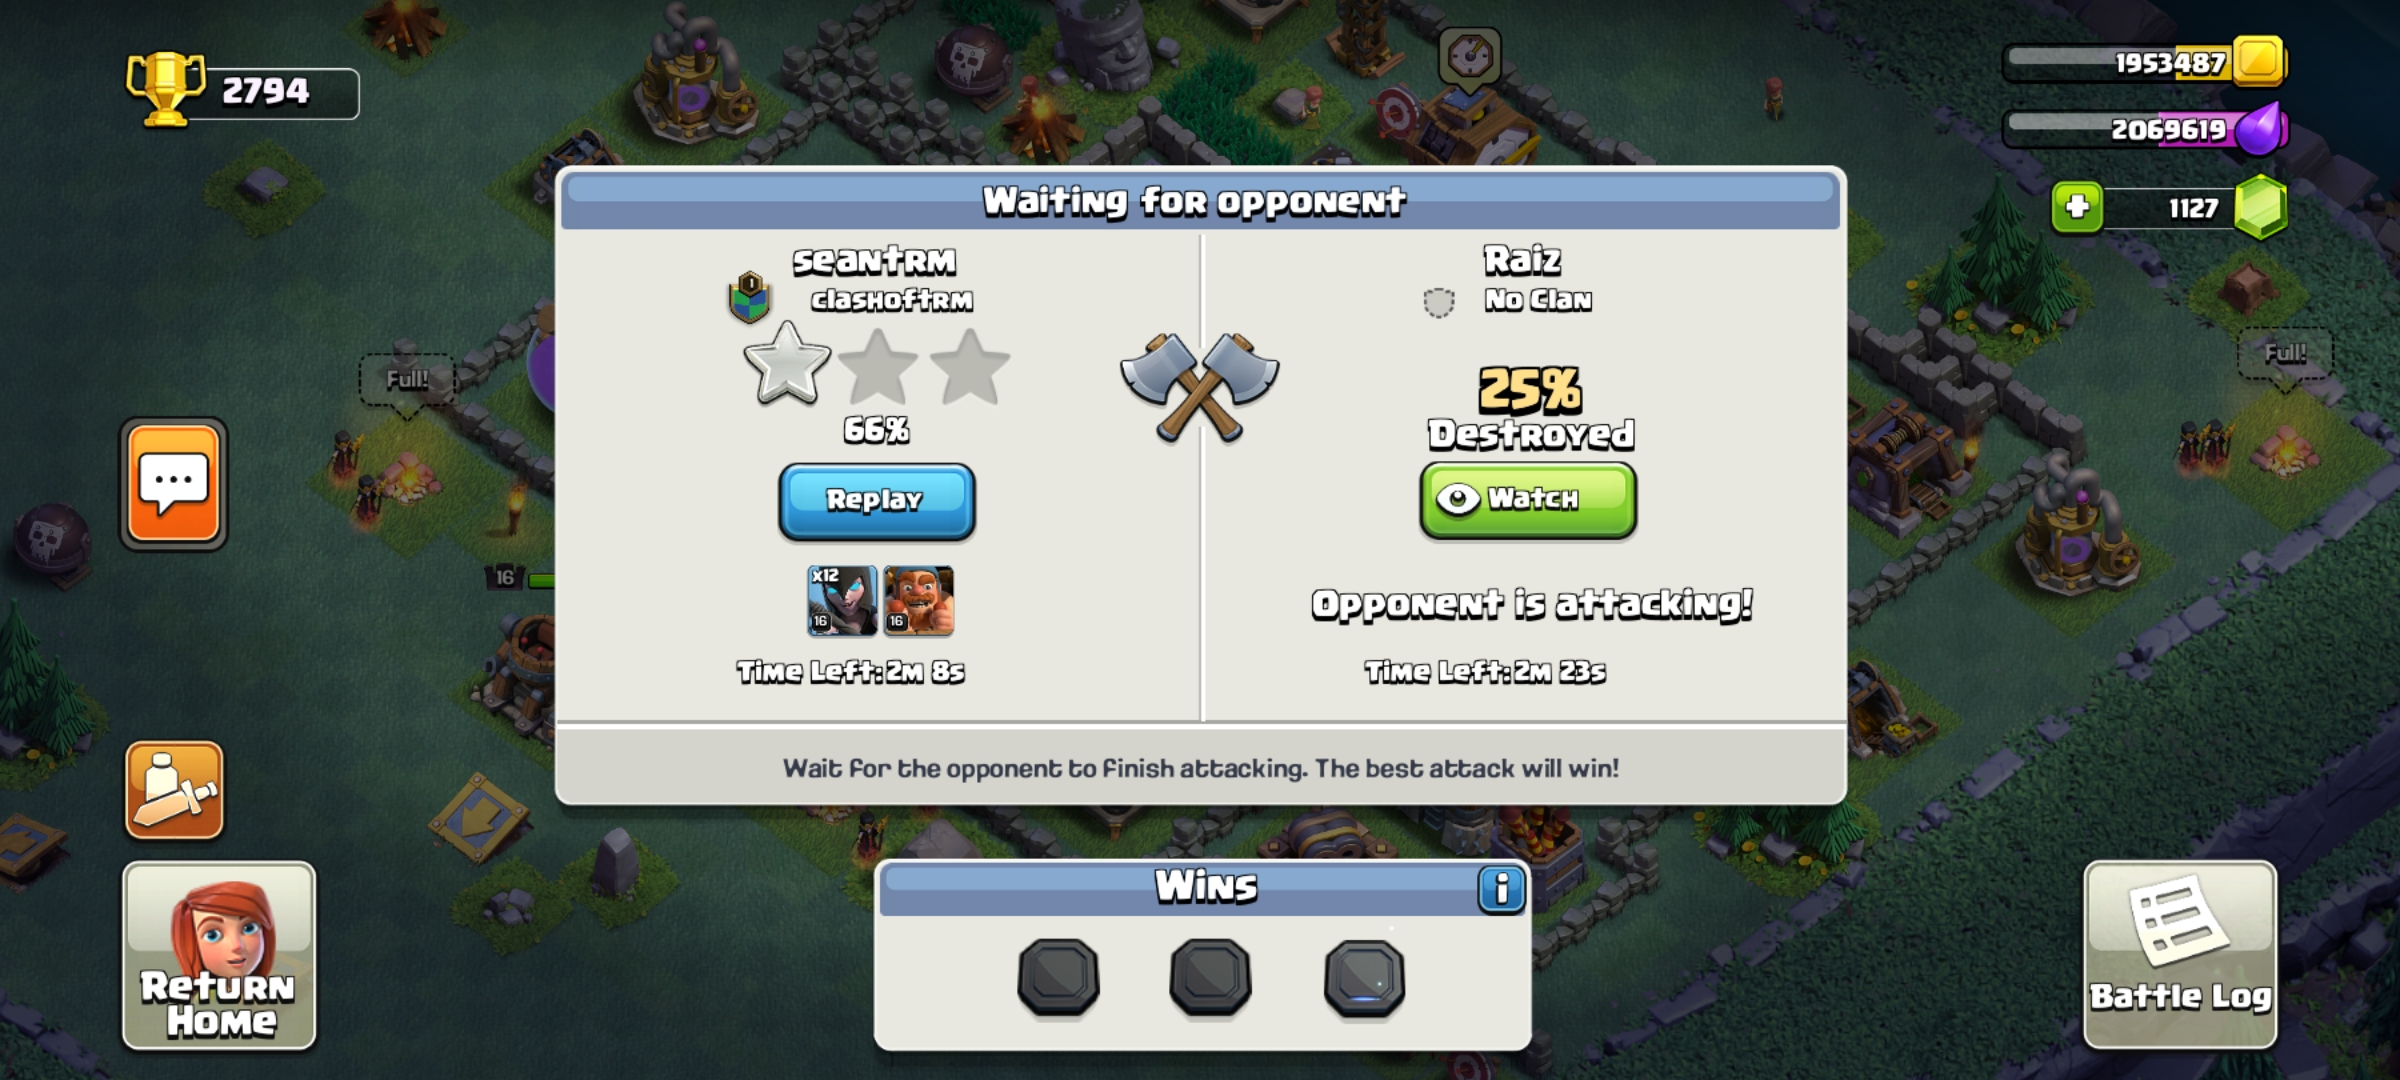 2794
1953487
2069619
1127
Waiting for opponent
seantrm
1
clashoftrm
66%
Replay
x12
16
16
Time Left: 2m 8s
Raiz
No Clan
25%
Destroyed
Watch
Opponent is attacking!
Time Left: 2m 23s
Wait for the opponent to finish attacking. The best attack will win!
Full!
Full!
16
Wins
i
Return
Home
Battle Log